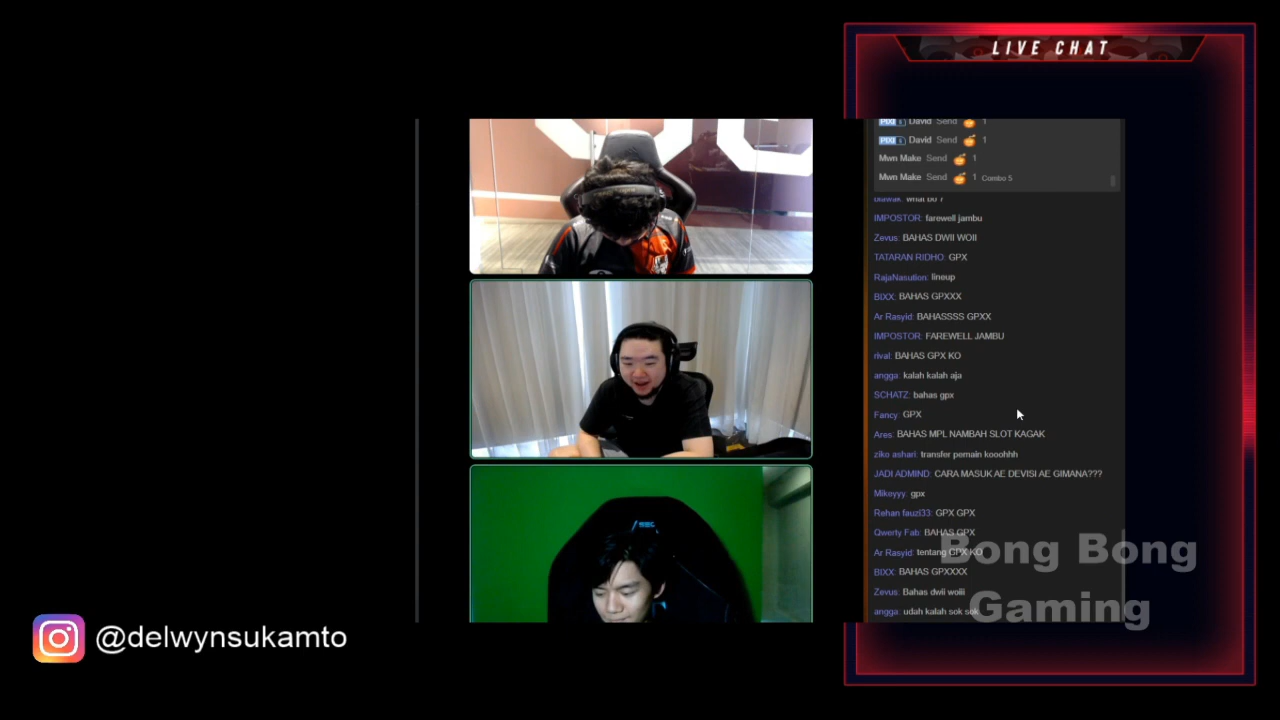 LIVE CHAT
PIXI David Send 1
PIXI David Send 1
Mwn Make Send 1
Mwn Make Send 1 Combo 5
what bo ?
IMPOSTOR: farewell jambu
Zevus: BAHAS DWII WOII
TATARAN RIDHO: GPX
RajaNasution: lineup
BIXX: BAHAS GPXXX
Ar Rasyid: BAHASSSS GPXX
IMPOSTOR: FAREWELL JAMBU
rival: BAHAS GPX KO
angga: kalah kalah aja
SCHATZ: bahas gpx
Fancy: GPX
Ares: BAHAS MPL NAMBAH SLOT KAGAK
ziko ashari: transfer pemain kooohhh
JADI ADMIND: CARA MASUK AE DEVISI AE GIMANA???
Mikeyyy: gpx
Rehan fauzi33: GPX GPX
Qwerty Fab: BAHAS GPX
Ar Rasyid: tentang GPX KO
BIXX: BAHAS GPXXXX
Zevus: Bahas dwii woiii
angga: udah kalah sok sok
Bong Bong
Gaming
@delwynsukamto